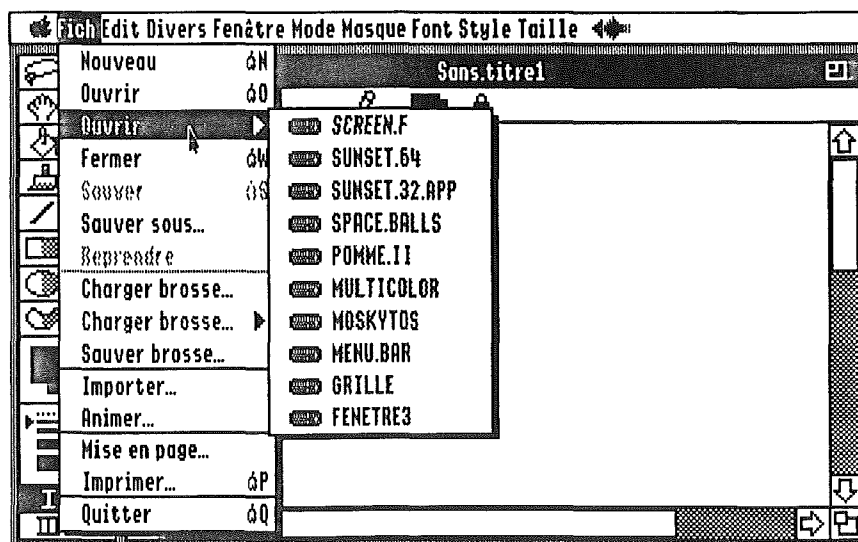 Fich Edit Divers Fenêtre Mode Masque Font Style Taille
Sans.titre1
Nouveau N
Ouvrir O
Ouvrir
Fermer W
Sauver S
Sauver sous...
Reprendre
Charger brosse...
Charger brosse...
Sauver brosse...
Importer...
Animer...
Mise en page...
Imprimer... P
Quitter Q
SCREEN.F
SUNSET.64
SUNSET.32.APP
SPACE.BALLS
POMME.II
MULTICOLOR
MOSKYTOS
MENU.BAR
GRILLE
FENETRE3